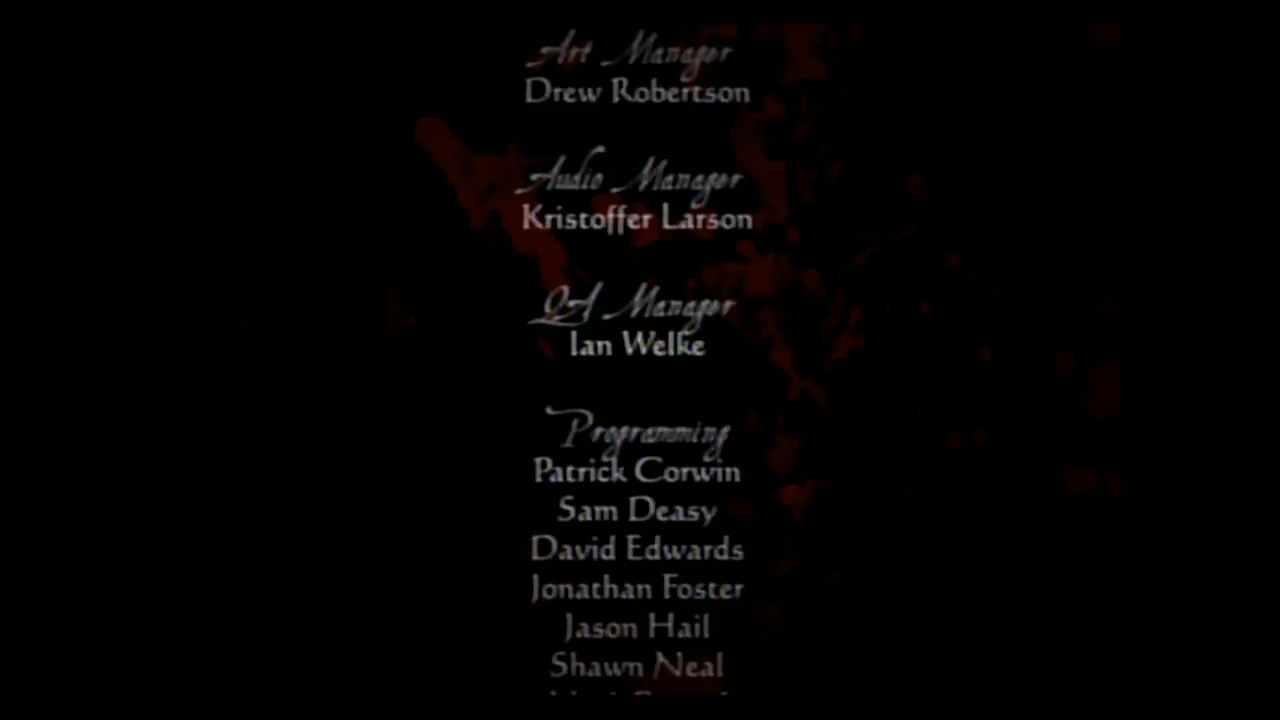 Art Manager
Drew Robertson
Audio Manager
Kristoffer Larson
QA Manager
Ian Welke
Programming
Patrick Corwin
Sam Deasy
David Edwards
Jonathan Foster
Jason Hail
Shawn Neal